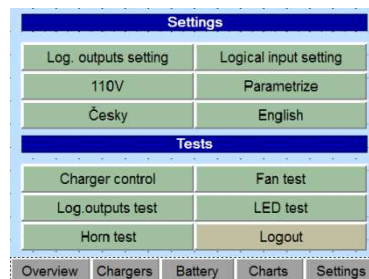 Settings
Log. outputs setting Logical input setting
110V Parametrize
Česky English
Tests
Charger control Fan test
Log.outputs test LED test
Horn test Logout
Overview Chargers Battery Charts Settings